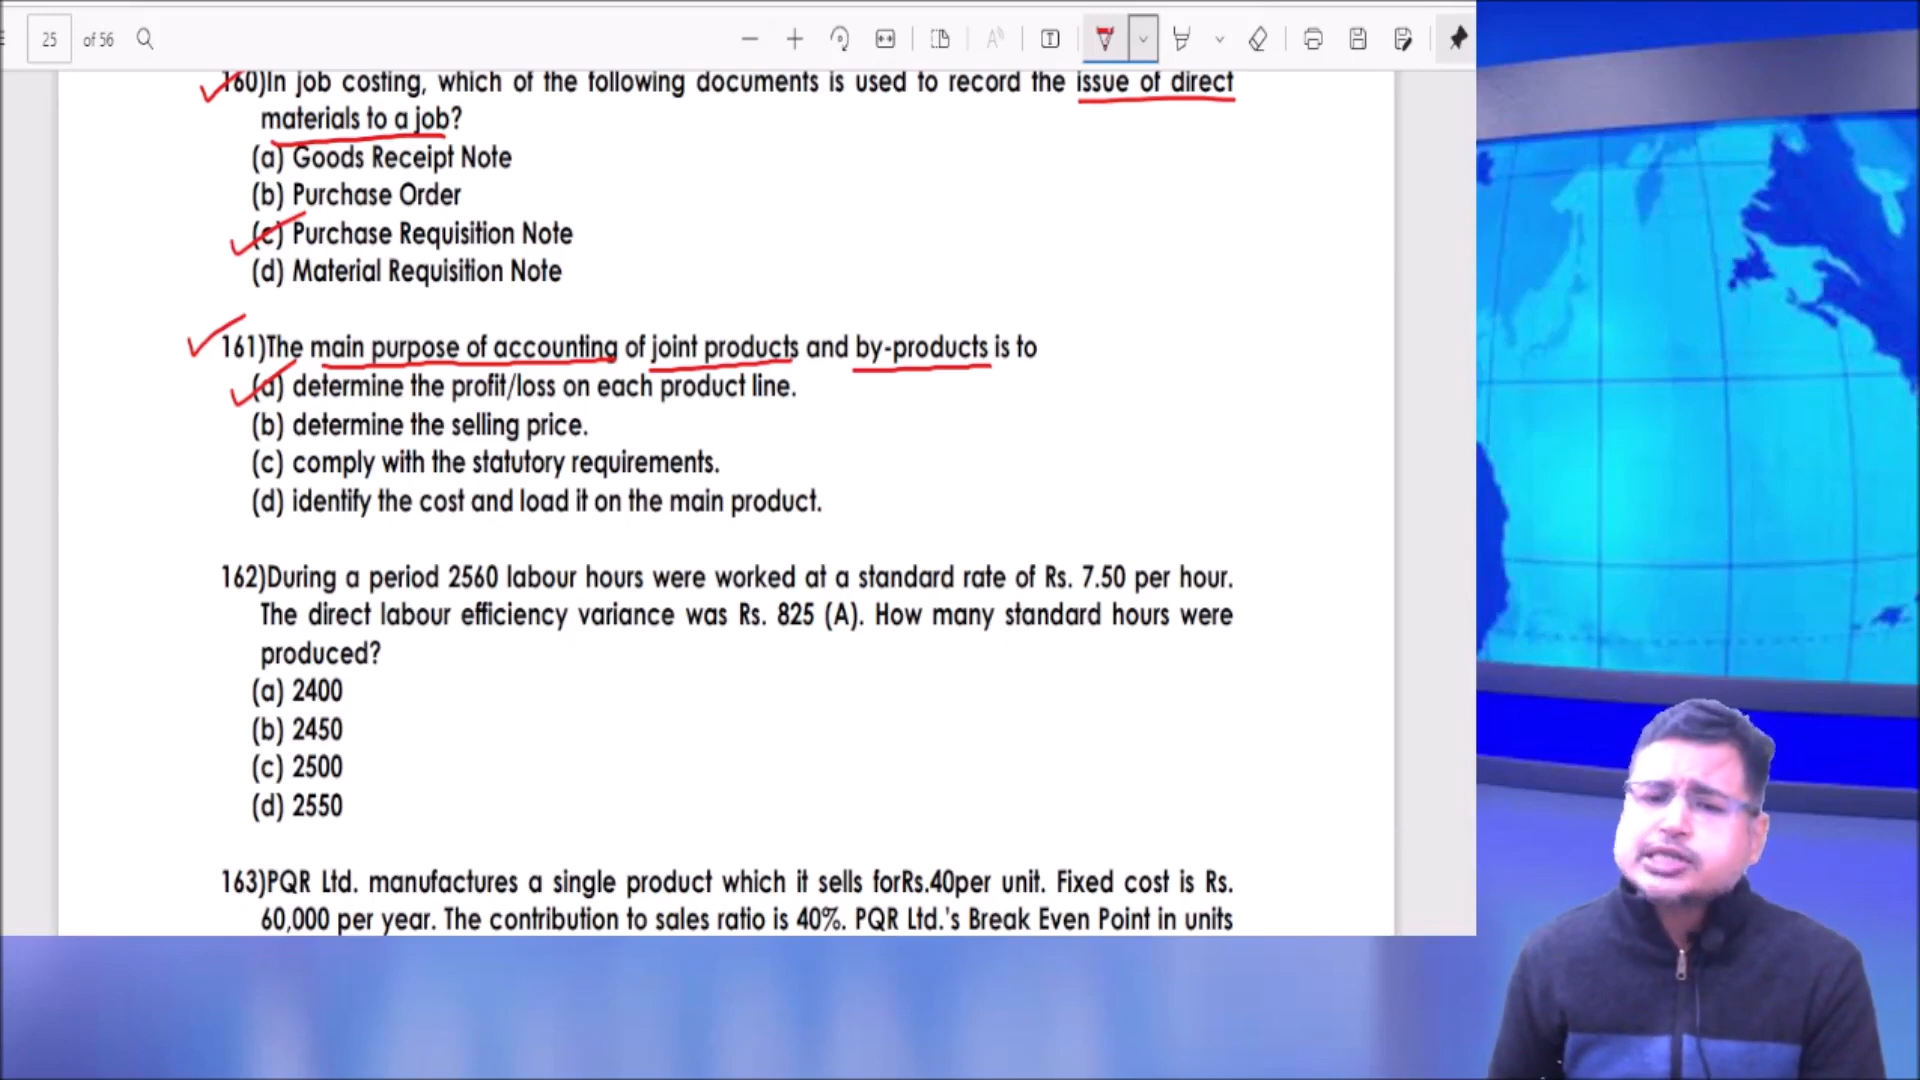 25 of 56
160)In job costing, which of the following documents is used to record the issue of direct
materials to a job?
(a) Goods Receipt Note
(b) Purchase Order
(c) Purchase Requisition Note
(d) Material Requisition Note
161)The main purpose of accounting of joint products and by-products is to
(a) determine the profit/loss on each product line.
(b) determine the selling price.
(c) comply with the statutory requirements.
(d) identify the cost and load it on the main product.
162)During a period 2560 labour hours were worked at a standard rate of Rs. 7.50 per hour.
The direct labour efficiency variance was Rs. 825 (A). How many standard hours were
produced?
(a) 2400
(b) 2450
(c) 2500
(d) 2550
163)PQR Ltd. manufactures a single product which it sells forRs.40per unit. Fixed cost is Rs.
60,000 per year. The contribution to sales ratio is 40%. PQR Ltd.'s Break Even Point in units